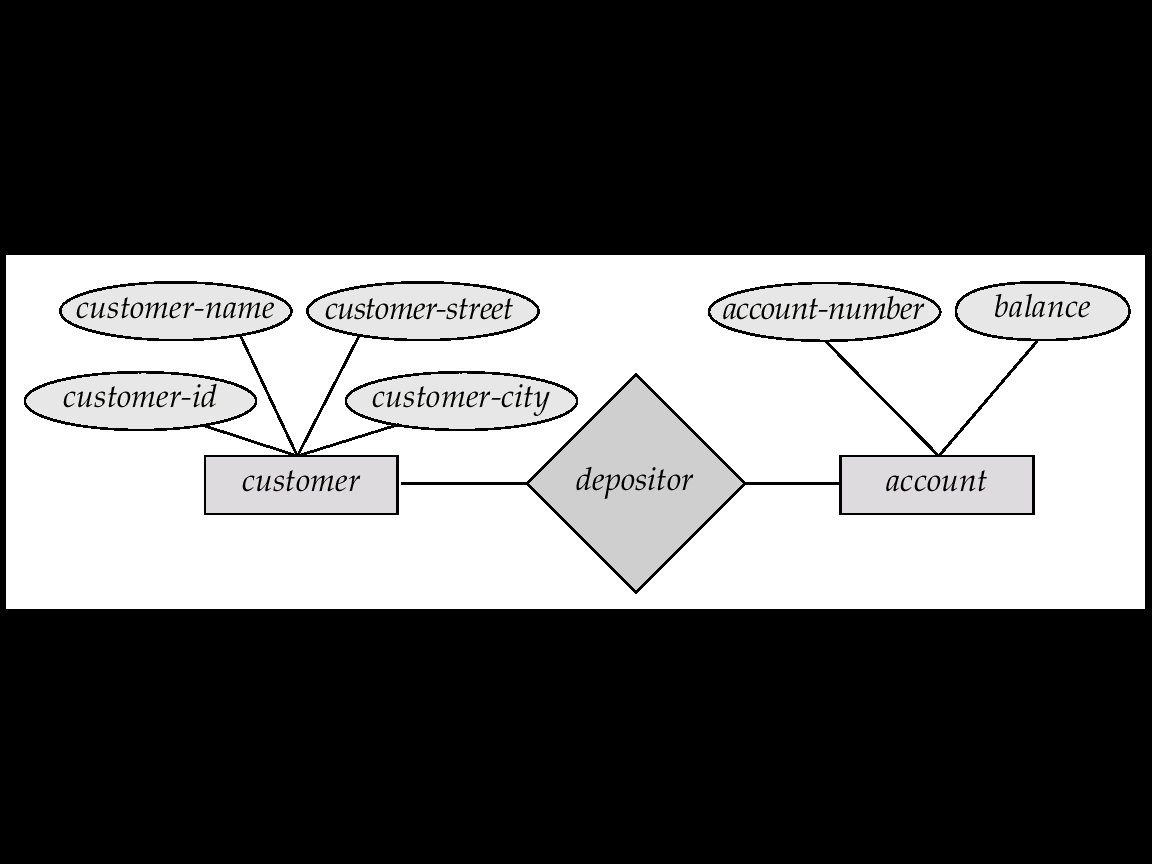 customer-name
customer-street
account-number
balance
customer-id
customer-city
customer
depositor
account